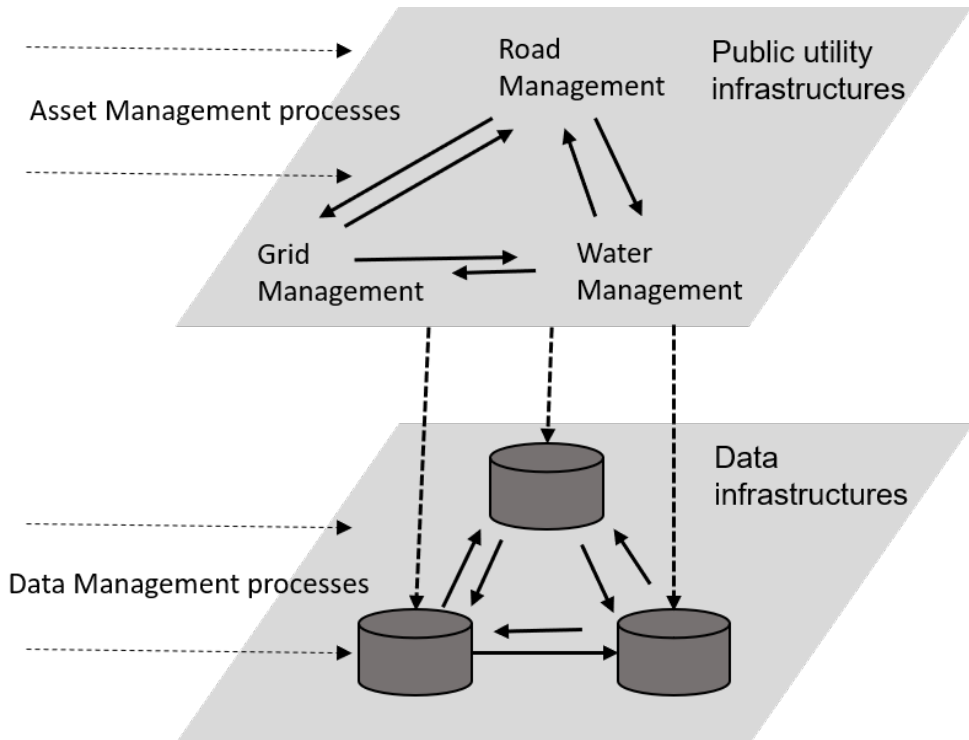 Road
Management
Public utility
infrastructures
Asset Management processes
Grid
Management
Water
Management
Data
infrastructures
Data Management processes